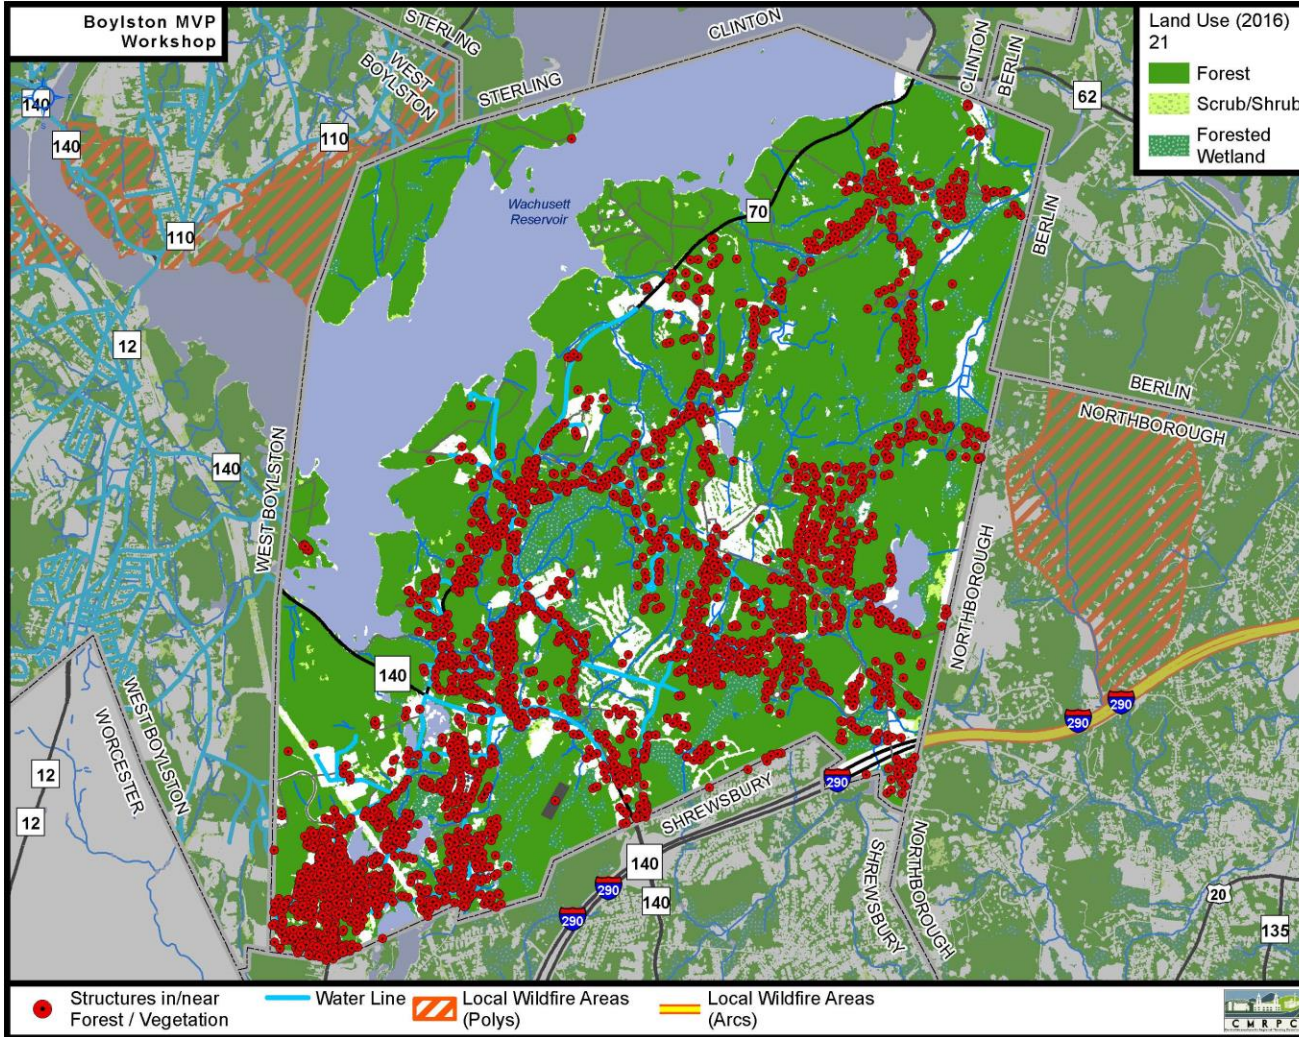 Boylston MVP
Workshop
Land Use (2016)
21
Forest
Scrub/Shrub
Forested
Wetland
STERLING
CLINTON
WEST
BOYLSTON
STERLING
CLINTON
BERLIN
62
140
140
110
110
Wachusett
Reservoir
70
BERLIN
12
BERLIN
NORTHBOROUGH
140
WEST BOYLSTON
NORTHBOROUGH
140
290
290
WEST BOYLSTON
WORCESTER
12
12
SHREWSBURY
290
140
290
140
290
SHREWSBURY
NORTHBOROUGH
20
135
Structures in/near
Forest / Vegetation
Water Line
Local Wildfire Areas
(Polys)
Local Wildfire Areas
(Arcs)
CMRPC